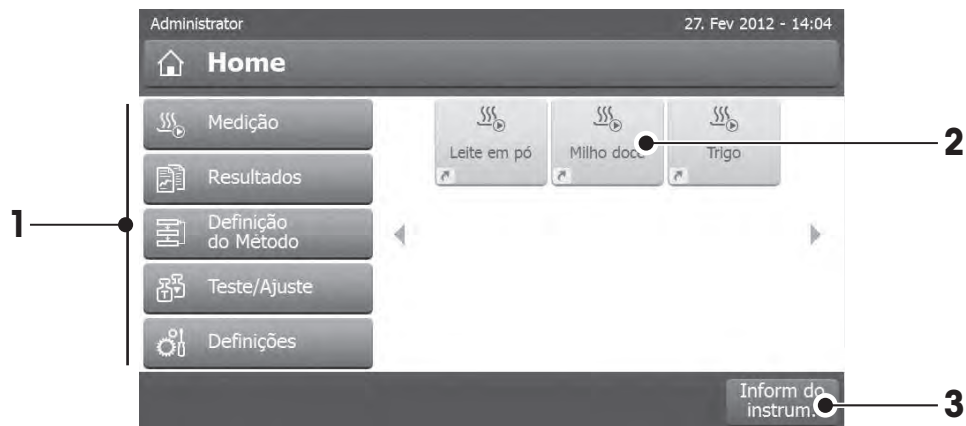 Administrator 27. Fev 2012 - 14:04
Home
Medição
Resultados
Definição
do Método
Teste/Ajuste
Definições
Leite em pó
Milho doce
Trigo
Inform do
instrum.
1
2
3